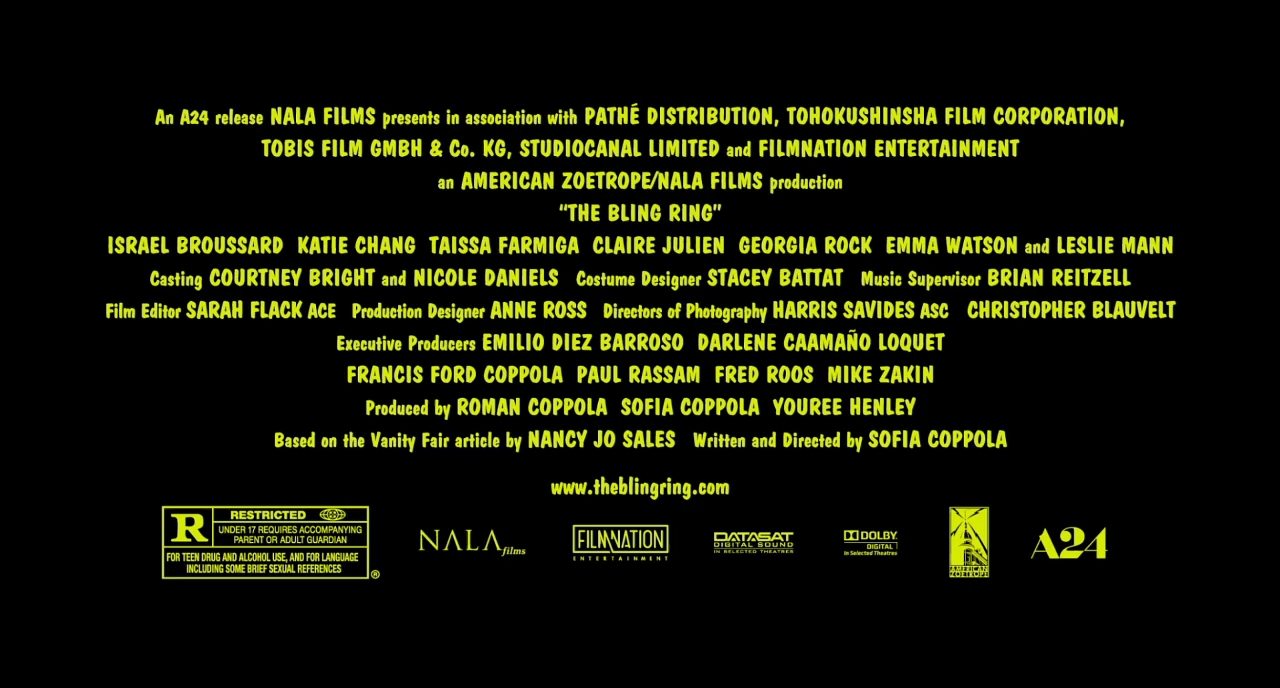 An A24 release NALA FILMS presents in association with PATHÉ DISTRIBUTION, TOHOKUSHINSHA FILM CORPORATION,
TOBIS FILM GMBH & Co. KG, STUDIOCANAL LIMITED and FILMNATION ENTERTAINMENT
an AMERICAN ZOETROPE/NALA FILMS production
“THE BLING RING”
ISRAEL BROUSSARD KATIE CHANG TAISSA FARMIGA CLAIRE JULIEN GEORGIA ROCK EMMA WATSON and LESLIE MANN
Casting COURTNEY BRIGHT and NICOLE DANIELS Costume Designer STACEY BATTAT Music Supervisor BRIAN REITZELL
Film Editor SARAH FLACK ACE Production Designer ANNE ROSS Directors of Photography HARRIS SAVIDES ASC CHRISTOPHER BLAUVELT
Executive Producers EMILIO DIEZ BARROSO DARLENE CAAMAÑO LOQUET
FRANCIS FORD COPPOLA PAUL RASSAM FRED ROOS MIKE ZAKIN
Produced by ROMAN COPPOLA SOFIA COPPOLA YOUREE HENLEY
Based on the Vanity Fair article by NANCY JO SALES Written and Directed by SOFIA COPPOLA
www.theblingring.com
R RESTRICTED
UNDER 17 REQUIRES ACCOMPANYING
PARENT OR ADULT GUARDIAN
FOR TEEN DRUG AND ALCOHOL USE, AND FOR LANGUAGE
INCLUDING SOME BRIEF SEXUAL REFERENCES
®
NALA films
FILMNATION
ENTERTAINMENT
DATASAT
DIGITAL SOUND
IN SELECTED THEATRES
DOLBY
DIGITAL
In Selected Theatres
AMERICAN
ZOETROPE
A24